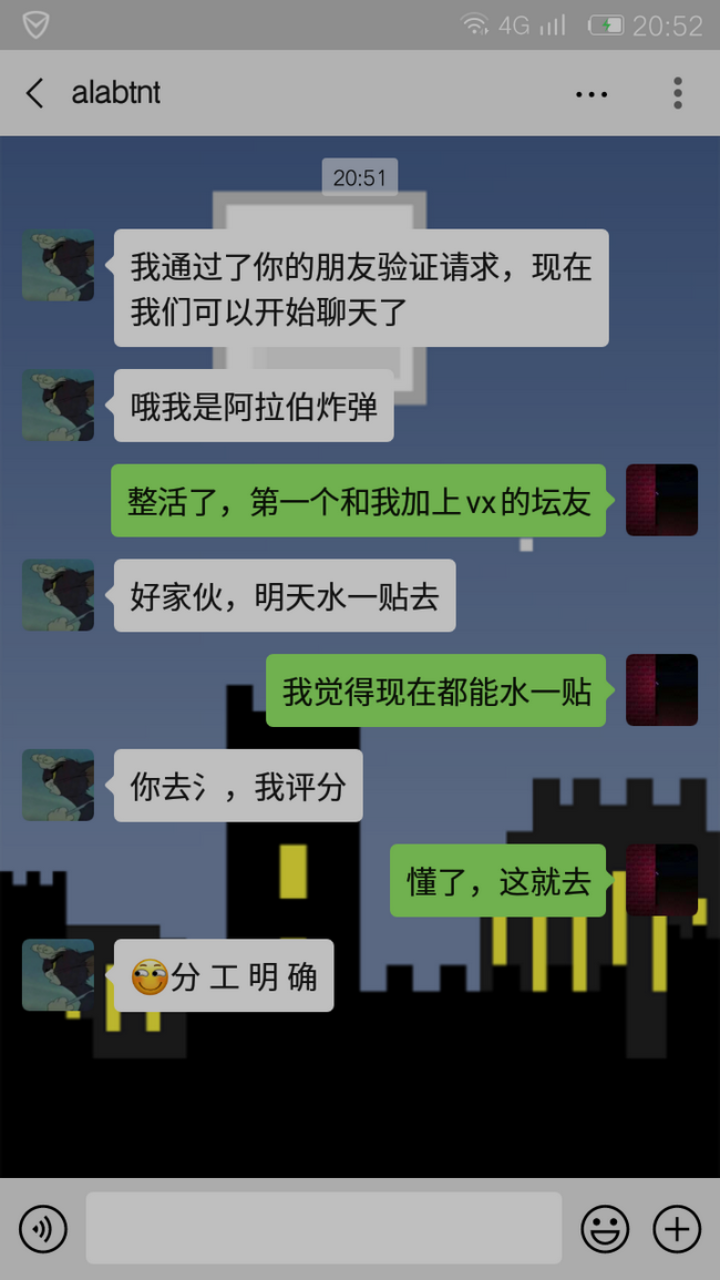 4G 20:52
alabtnt
20:51
我通过了你的朋友验证请求，现在
我们可以开始聊天了
哦我是阿拉伯炸弹
整活了，第一个和我加上vx的坛友
好家伙，明天水一贴去
我觉得现在都能水一贴
你去氵，我评分
懂了，这就去
分 工 明 确